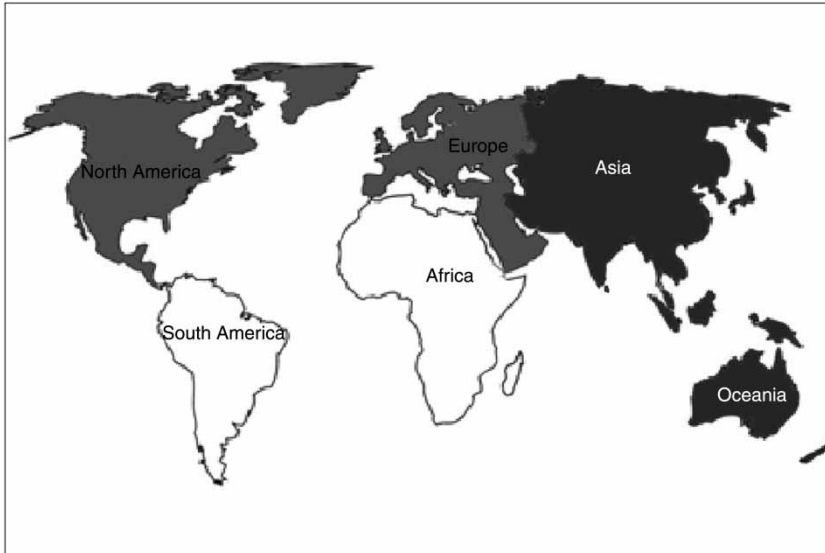 Europe
North America
Asia
Africa
South America
Oceania